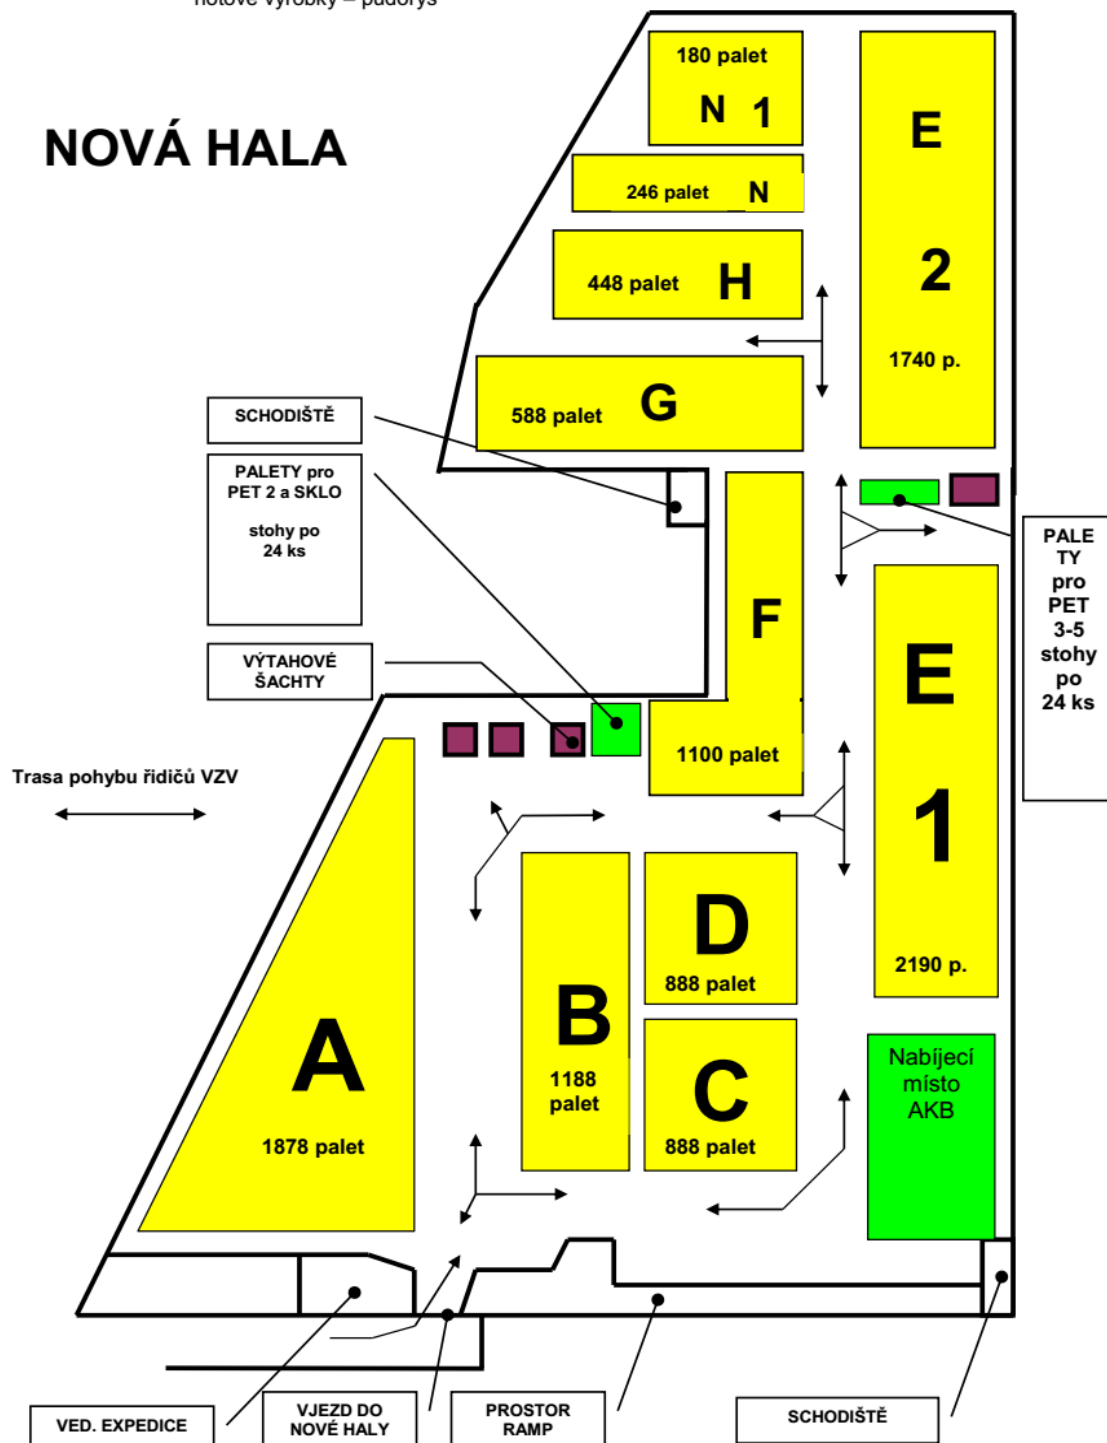 hotové výrobky – půdorys
NOVÁ HALA
180 palet
N 1
246 palet N
448 palet H
588 palet G
E
2
1740 p.
SCHODIŠTĚ
PALETY pro
PET 2 a SKLO
stohy po
24 ks
VÝTAHOVÉ
ŠACHTY
F
1100 palet
PALE
TY
pro
PET
3-5
stohy
po
24 ks
E
1
2190 p.
Trasa pohybu řidičů VZV
A
1878 palet
B
1188
palet
D
888 palet
C
888 palet
Nabíjecí
místo
AKB
VED. EXPEDICE
VJEZD DO
NOVÉ HALY
PROSTOR
RAMP
SCHODIŠTĚ